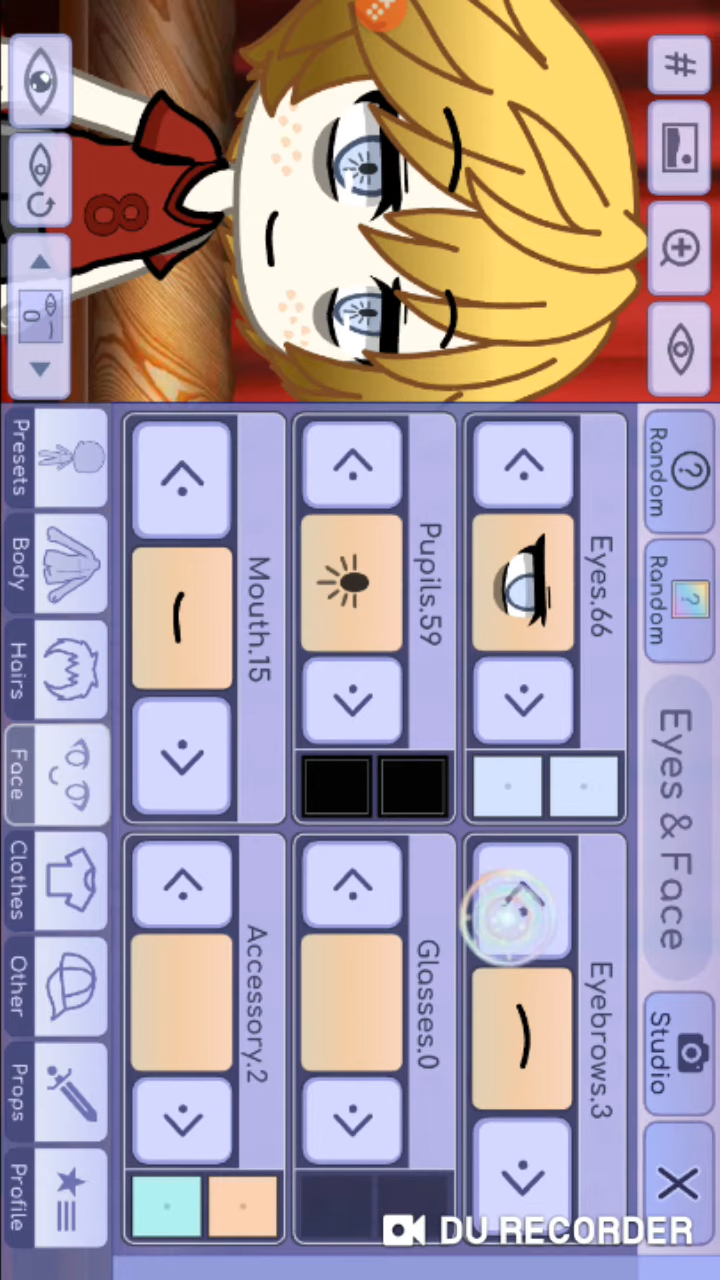 Random
Random
Eyes & Face
Studio
X
#
Eyes.66
Eyebrows.3
Pupils.59
Glasses.0
Mouth.15
Accessory.2
8
0
Presets
Body
Hairs
Face
Clothes
Other
Props
Profile
DU RECORDER